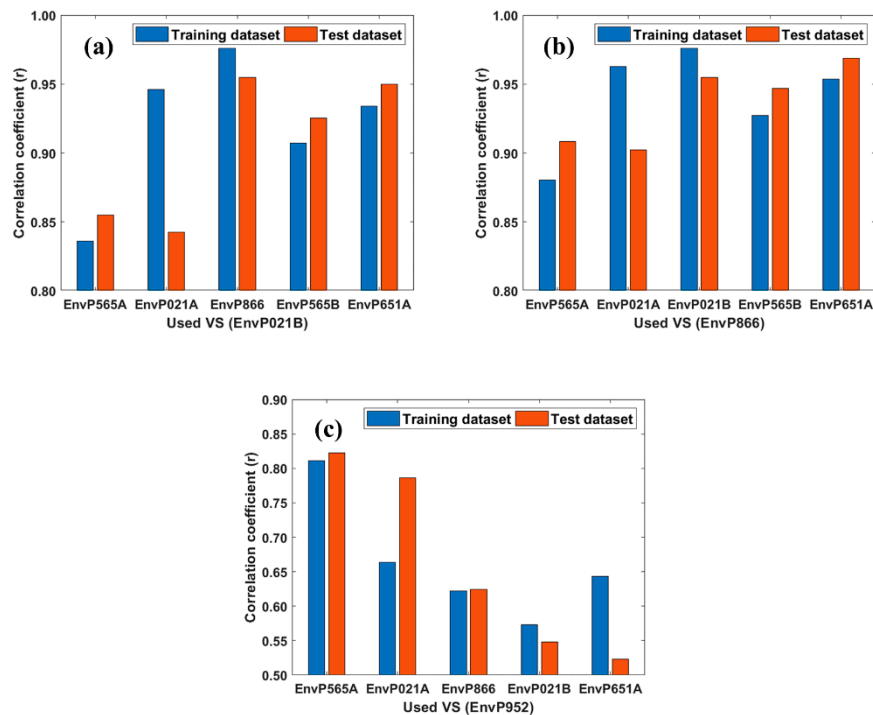 (a)
Training dataset Test dataset
Correlation coefficient (r)
1.00
0.95
0.90
0.85
0.80
EnvP565A EnvP021A EnvP866 EnvP565B EnvP651A
Used VS (EnvP021B)
(b)
Training dataset Test dataset
Correlation coefficient (r)
1.00
0.95
0.90
0.85
0.80
EnvP565A EnvP021A EnvP021B EnvP565B EnvP651A
Used VS (EnvP866)
(c)
Training dataset Test dataset
Correlation coefficient (r)
0.90
0.85
0.80
0.75
0.70
0.65
0.60
0.55
0.50
EnvP565A EnvP021A EnvP866 EnvP021B EnvP651A
Used VS (EnvP952)